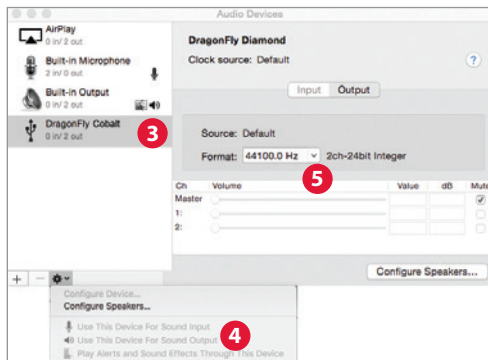 Audio Devices
AirPlay
0 in/ 2 out
Built-in Microphone
2 in/ 0 out
Built-in Output
0 in/ 2 out
DragonFly Cobalt
0 in/ 2 out
3
DragonFly Diamond
Clock source: Default
?
Input Output
Source: Default
Format: 44100.0 Hz 2ch-24bit Integer
5
Ch Volume Value dB Mute
Master
1:
2:
+ −
Configure Speakers...
Configure Device...
Configure Speakers...
Use This Device For Sound Input
Use This Device For Sound Output
4
Play Alerts and Sound Effects Through This Device